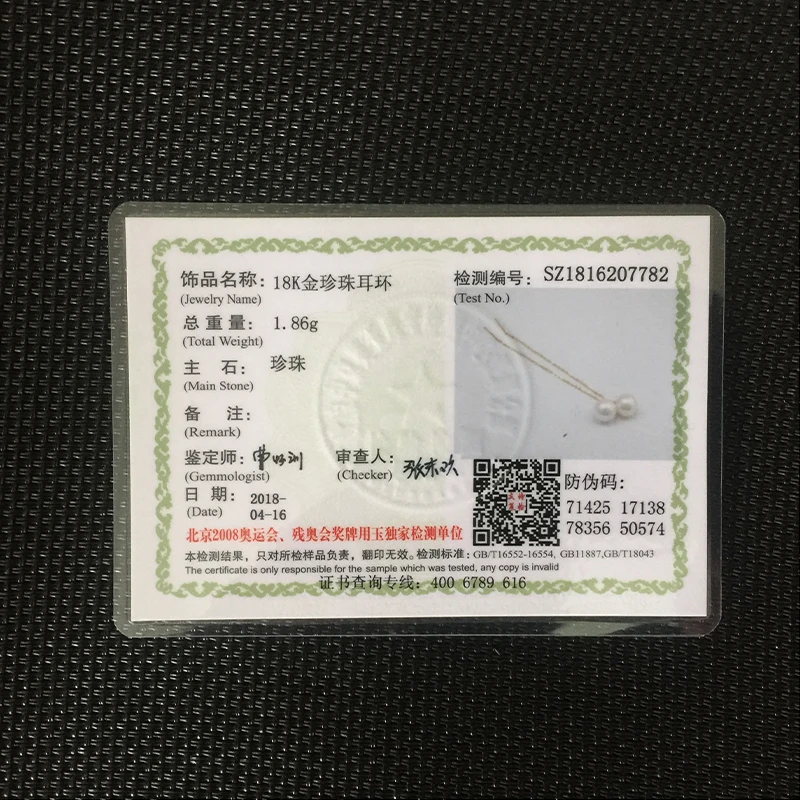 饰品名称：18K金珍珠耳环
(Jewelry Name)
检测编号：SZ1816207782
(Test No.)
总重量：1.86g
(Total Weight)
主 石：珍珠
(Main Stone)
备 注：
(Remark)
鉴定师：
(Gemmologist)
审查人：
(Checker)
日 期：2018-
(Date) 04-16
防伪码：
71425 17138
78356 50574
北京2008奥运会、残奥会奖牌用玉独家检测单位
本检测结果，只对所检样品负责，翻印无效。检测标准：GB/T16552-16554, GB11887,GB/T18043
The certificate is only responsible for the sample which was tested, any copy is invalid
证书查询专线：400 6789 616